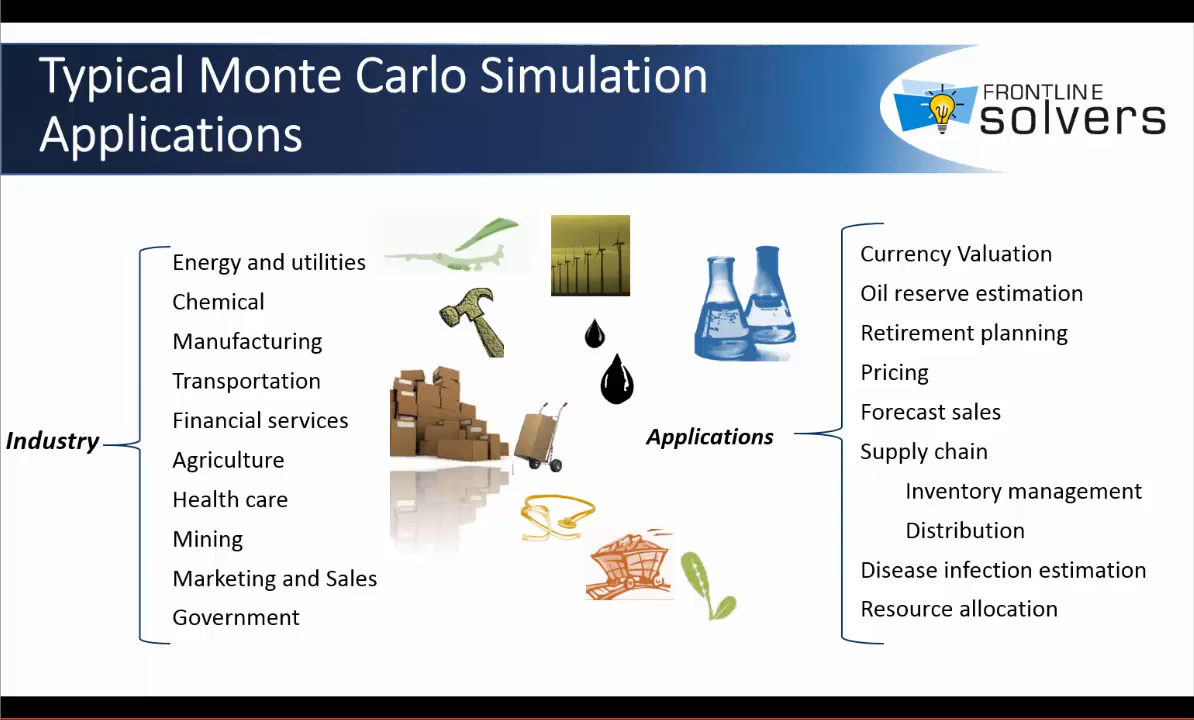 Typical Monte Carlo Simulation
Applications
FRONTLINE
solvers
Industry
Energy and utilities
Chemical
Manufacturing
Transportation
Financial services
Agriculture
Health care
Mining
Marketing and Sales
Government
Applications
Currency Valuation
Oil reserve estimation
Retirement planning
Pricing
Forecast sales
Supply chain
Inventory management
Distribution
Disease infection estimation
Resource allocation